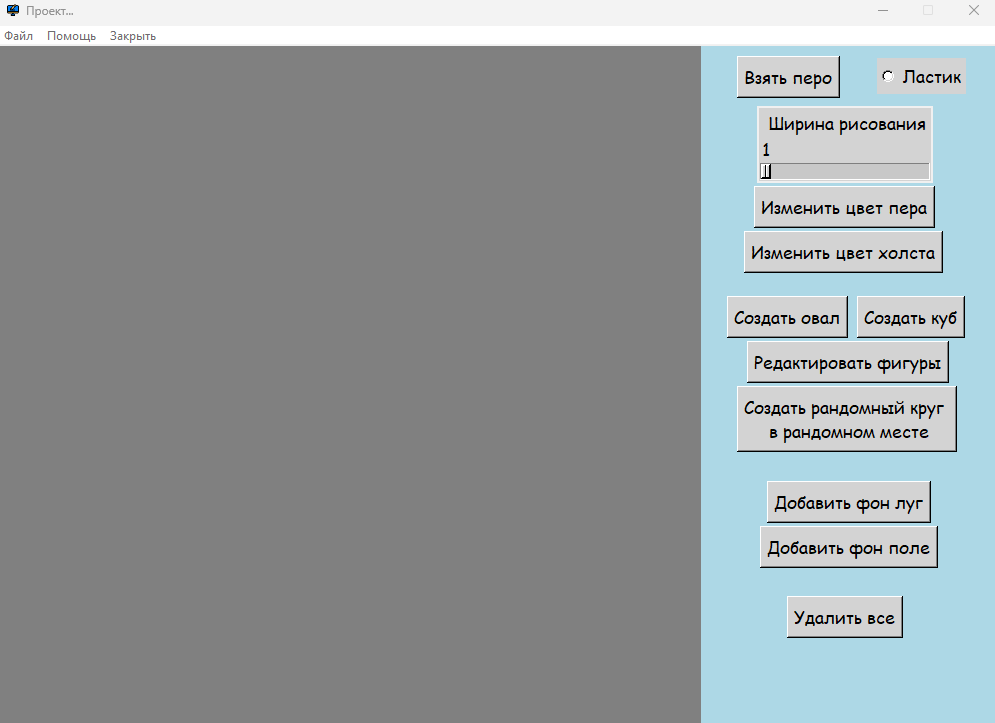 Проект...
Файл Помощь Закрыть
Взять перо
Ластик
Ширина рисования
1
Изменить цвет пера
Изменить цвет холста
Создать овал
Создать куб
Редактировать фигуры
Создать рандомный круг
в рандомном месте
Добавить фон луг
Добавить фон поле
Удалить все